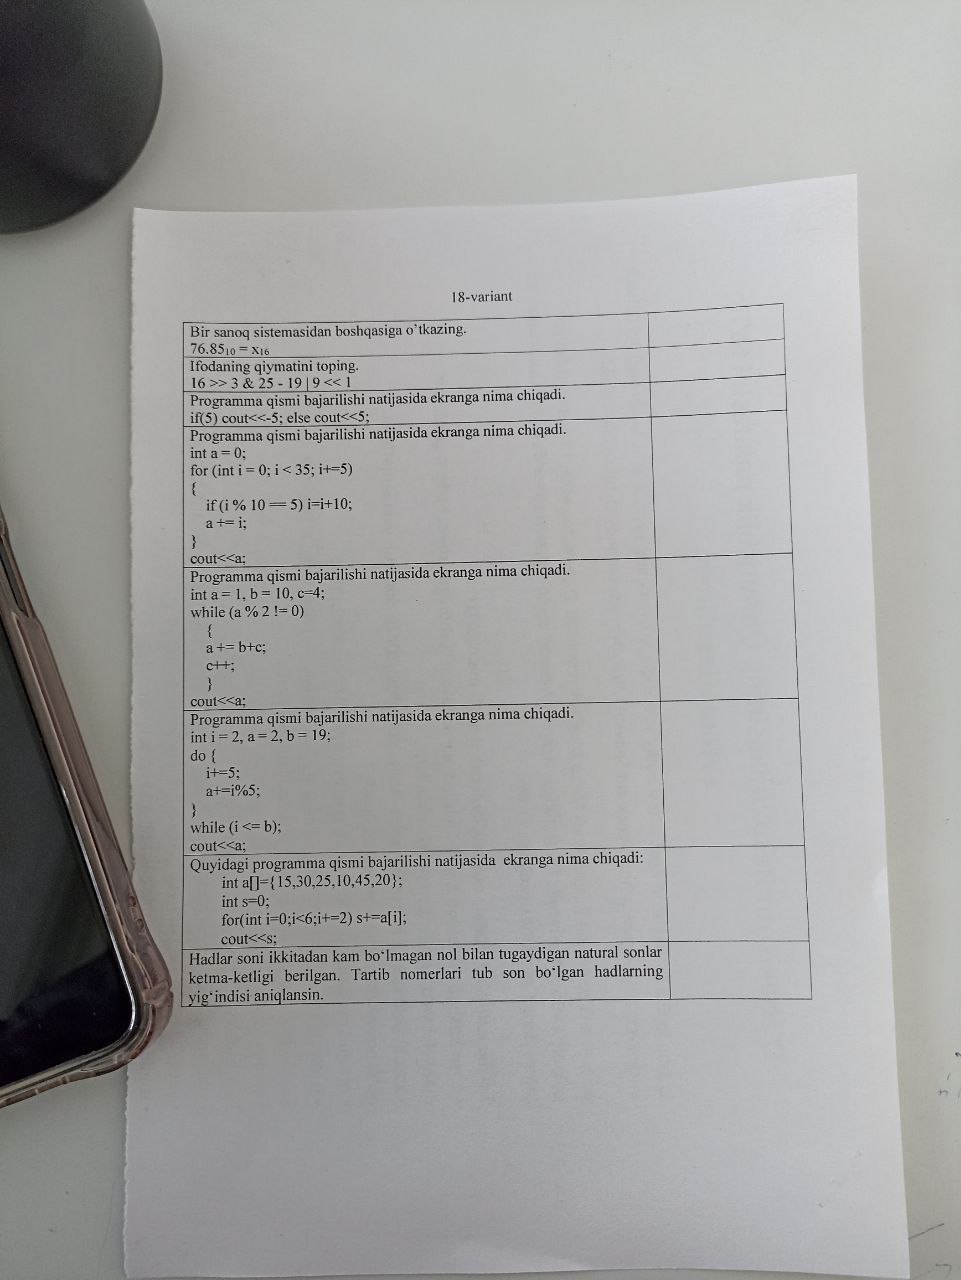 18-variant
Bir sanoq sistemasidan boshqasiga o’tkazing.
76.85₁₀ = x₁₆
Ifodaning qiymatini toping.
16 >> 3 & 25 - 19 | 9 << 1
Programma qismi bajarilishi natijasida ekranga nima chiqadi.
if(5) cout<<-5; else cout<<5;
Programma qismi bajarilishi natijasida ekranga nima chiqadi.
int a = 0;
for (int i = 0; i < 35; i+=5)
{
if (i % 10 == 5) i=i+10;
a += i;
}
cout<<a;
Programma qismi bajarilishi natijasida ekranga nima chiqadi.
int a = 1, b = 10, c=4;
while (a % 2 != 0)
{
a += b+c;
c++;
}
cout<<a;
Programma qismi bajarilishi natijasida ekranga nima chiqadi.
int i = 2, a = 2, b = 19;
do {
i+=5;
a+=i%5;
}
while (i <= b);
cout<<a;
Quyidagi programma qismi bajarilishi natijasida ekranga nima chiqadi:
int a[]={15,30,25,10,45,20};
int s=0;
for(int i=0;i<6;i+=2) s+=a[i];
cout<<s;
Hadlar soni ikkitadan kam bo‘lmagan nol bilan tugaydigan natural sonlar
ketma-ketligi berilgan. Tartib nomerlari tub son bo‘lgan hadlarning
yig‘indisi aniqlansin.